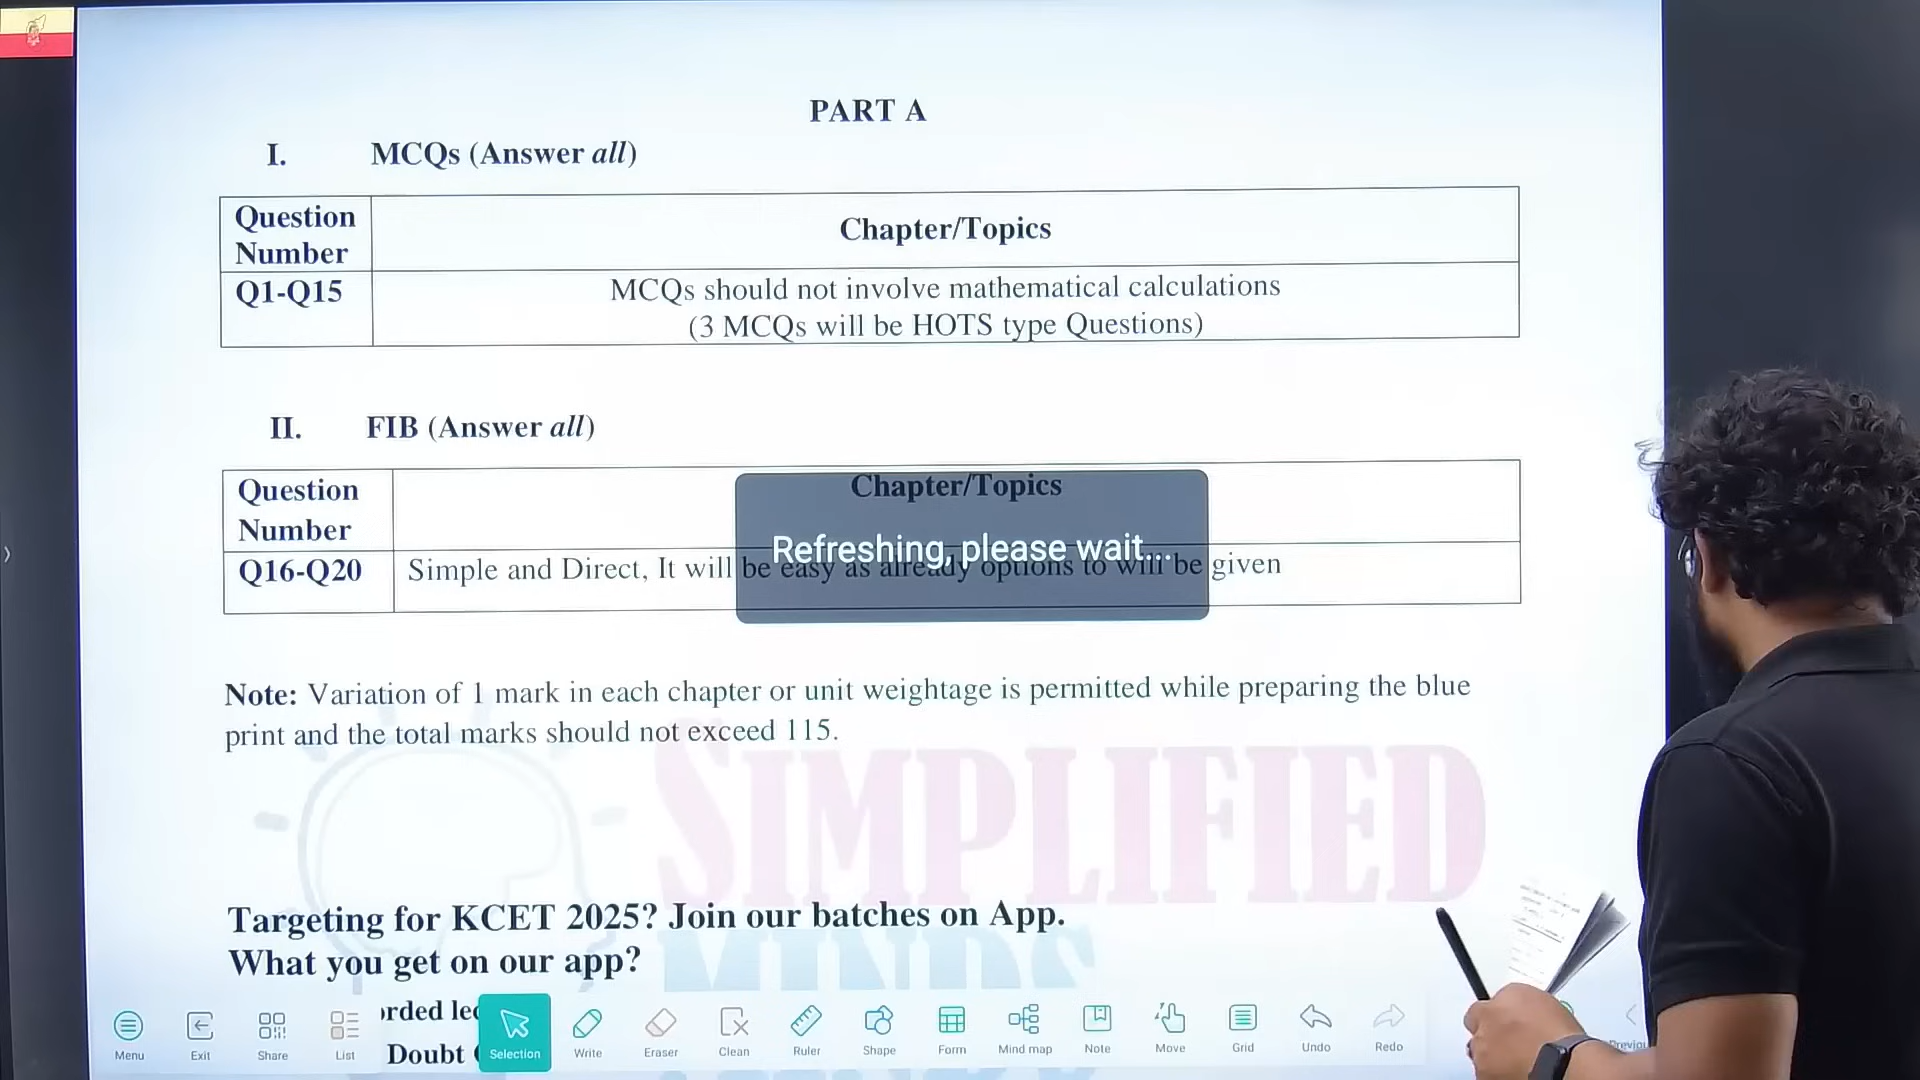 PART A
I. MCQs (Answer all)
Question Number
Chapter/Topics
Q1-Q15
MCQs should not involve mathematical calculations
(3 MCQs will be HOTS type Questions)
II. FIB (Answer all)
Question Number
Chapter/Topics
Refreshing, please wait...
Q16-Q20
Simple and Direct, It will be easy as already options to will be given
Note: Variation of 1 mark in each chapter or unit weightage is permitted while preparing the blue
print and the total marks should not exceed 115.
SIMPLIFIED
MINDS
Targeting for KCET 2025? Join our batches on App.
What you get on our app?
Doubt
Menu
Exit
Share
List
Selection
Write
Eraser
Clean
Ruler
Shape
Form
Mind map
Note
Move
Grid
Undo
Redo